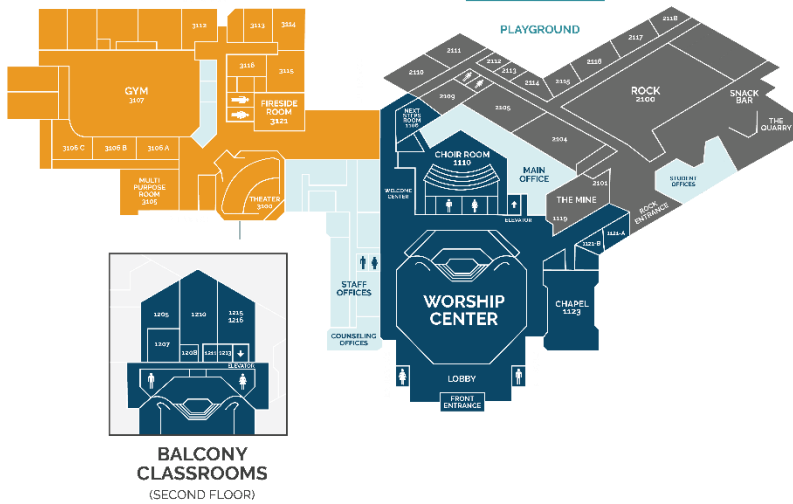 PLAYGROUND
3112
3113
3114
3116
3115
GYM
3107
FIRESIDE
ROOM
3121
3106 C
3106 B
3106 A
MULTI
PURPOSE
ROOM
3105
THEATER
3100
2110
2111
2112
2113
2114
2115
2116
2117
2118
2109
2105
2104
2101
ROCK
2100
SNACK
BAR
THE
QUARRY
NEXT
STEPS
ROOM
1106
CHOIR ROOM
1110
MAIN
OFFICE
WELCOME
CENTER
ELEVATOR
THE MINE
1119
STUDENT
OFFICES
ROCK
ENTRANCE
1121-B
1121-A
CHAPEL
1123
STAFF
OFFICES
COUNSELING
OFFICES
WORSHIP
CENTER
LOBBY
FRONT
ENTRANCE
1205
1210
1215
1216
1207
1208
1211
1213
ELEVATOR
BALCONY
CLASSROOMS
(SECOND FLOOR)